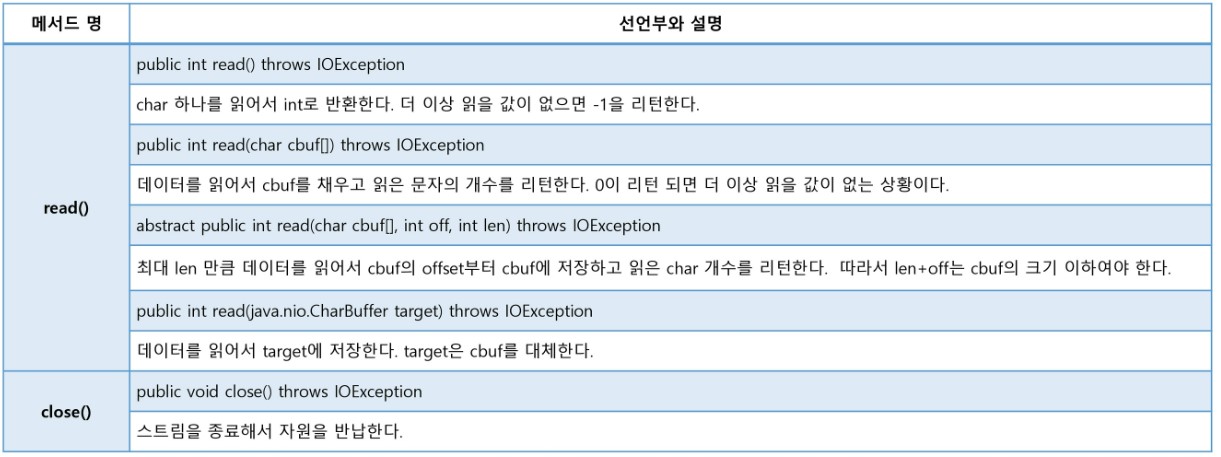 메서드 명
선언부와 설명
read()
public int read() throws IOException
char 하나를 읽어서 int로 반환한다. 더 이상 읽을 값이 없으면 -1을 리턴한다.
public int read(char cbuf[]) throws IOException
데이터를 읽어서 cbuf를 채우고 읽은 문자의 개수를 리턴한다. 0이 리턴 되면 더 이상 읽을 값이 없는 상황이다.
abstract public int read(char cbuf[], int off, int len) throws IOException
최대 len 만큼 데이터를 읽어서 cbuf의 offset부터 cbuf에 저장하고 읽은 char 개수를 리턴한다. 따라서 len+off는 cbuf의 크기 이하여야 한다.
public int read(java.nio.CharBuffer target) throws IOException
데이터를 읽어서 target에 저장한다. target은 cbuf를 대체한다.
close()
public void close() throws IOException
스트림을 종료해서 자원을 반납한다.